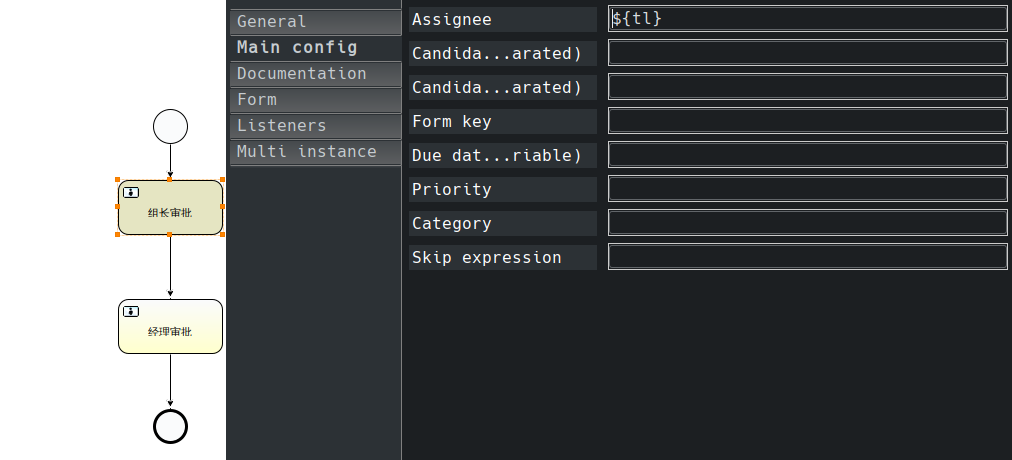 General
Main config
Documentation
Form
Listeners
Multi instance
Assignee
${tl}
Candida...arated)
Candida...arated)
Form key
Due dat...riable)
Priority
Category
Skip expression
组长审批
经理审批